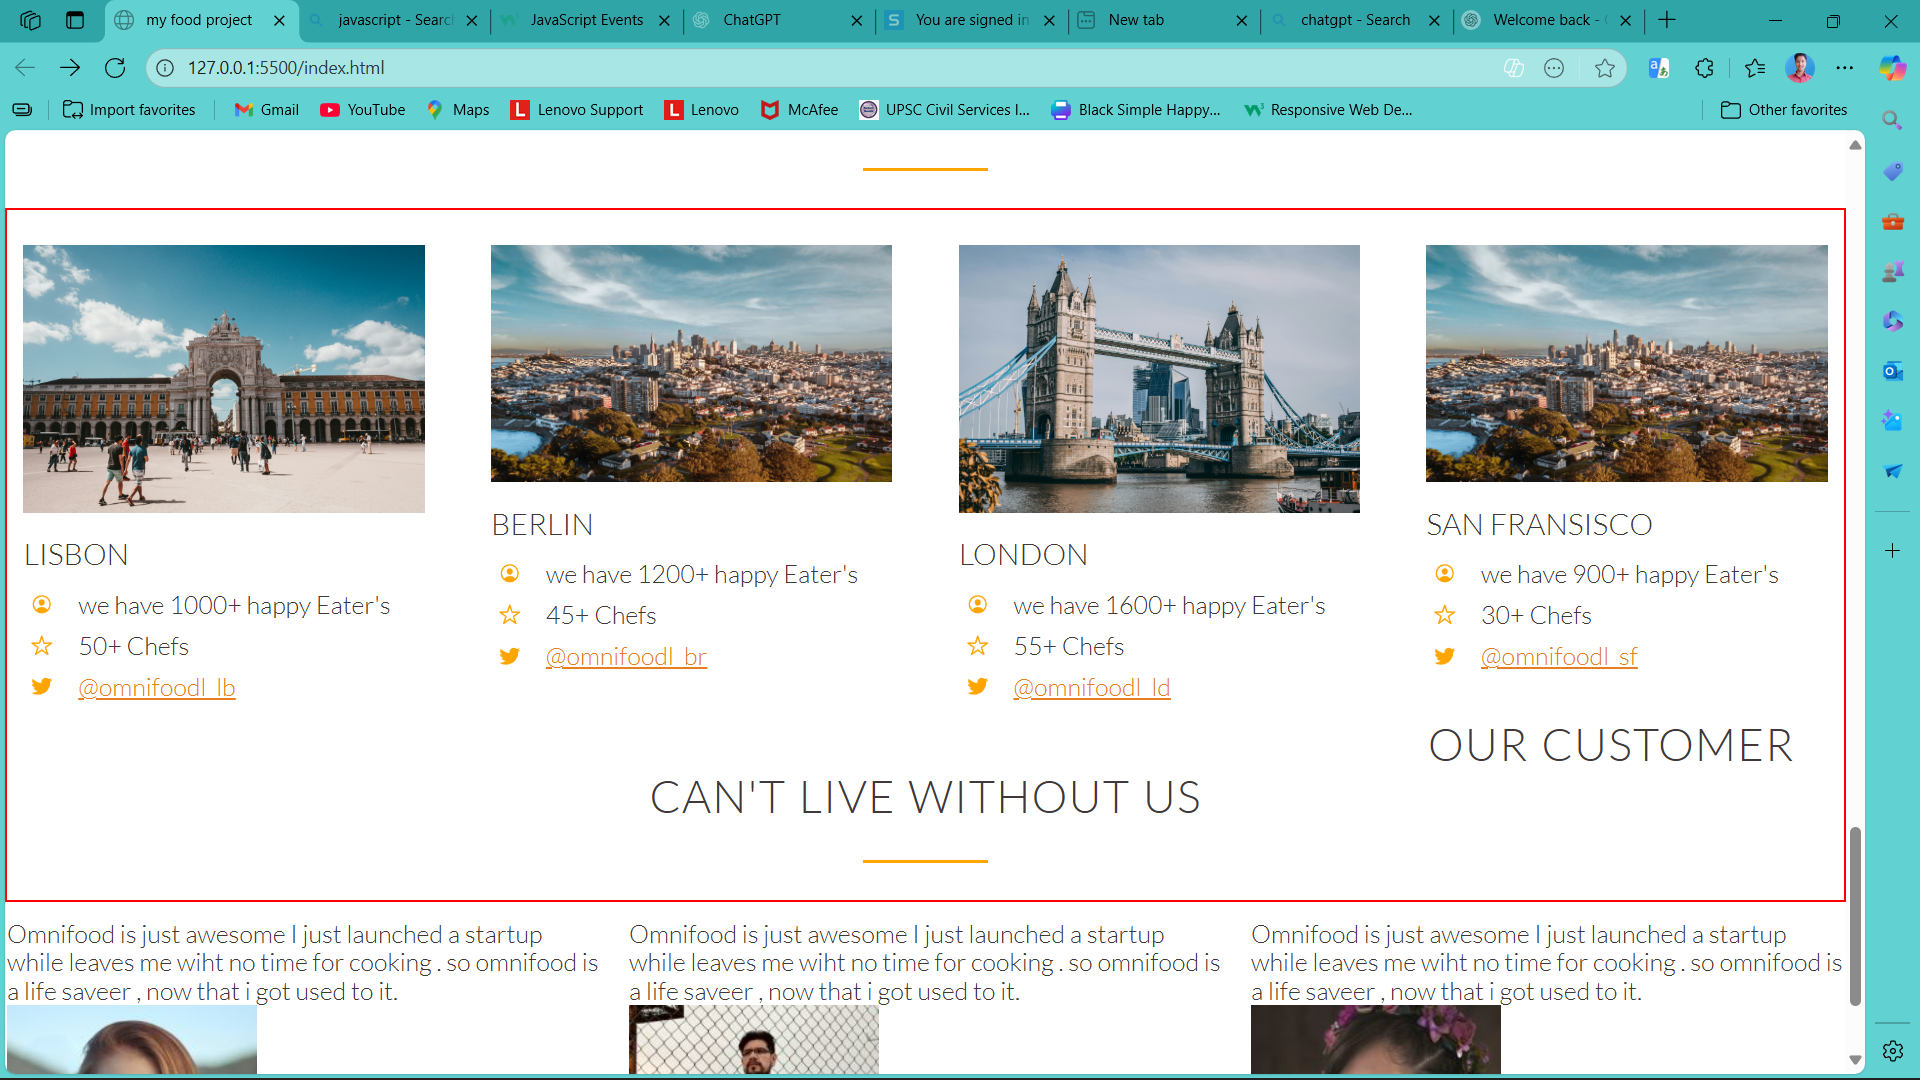 my food project
javascript - Search
JavaScript Events
ChatGPT
You are signed in
New tab
chatgpt - Search
Welcome back -
127.0.0.1:5500/index.html
Import favorites
Gmail
YouTube
Maps
Lenovo Support
Lenovo
McAfee
UPSC Civil Services I...
Black Simple Happy...
Responsive Web De...
Other favorites
LISBON
we have 1000+ happy Eater's
50+ Chefs
@omnifoodl_lb
BERLIN
we have 1200+ happy Eater's
45+ Chefs
@omnifoodl_br
LONDON
we have 1600+ happy Eater's
55+ Chefs
@omnifoodl_ld
SAN FRANSISCO
we have 900+ happy Eater's
30+ Chefs
@omnifoodl_sf
OUR CUSTOMER
CAN'T LIVE WITHOUT US
Omnifood is just awesome I just launched a startup
while leaves me wiht no time for cooking . so omnifood is
a life saveer , now that i got used to it.
Omnifood is just awesome I just launched a startup
while leaves me wiht no time for cooking . so omnifood is
a life saveer , now that i got used to it.
Omnifood is just awesome I just launched a startup
while leaves me wiht no time for cooking . so omnifood is
a life saveer , now that i got used to it.